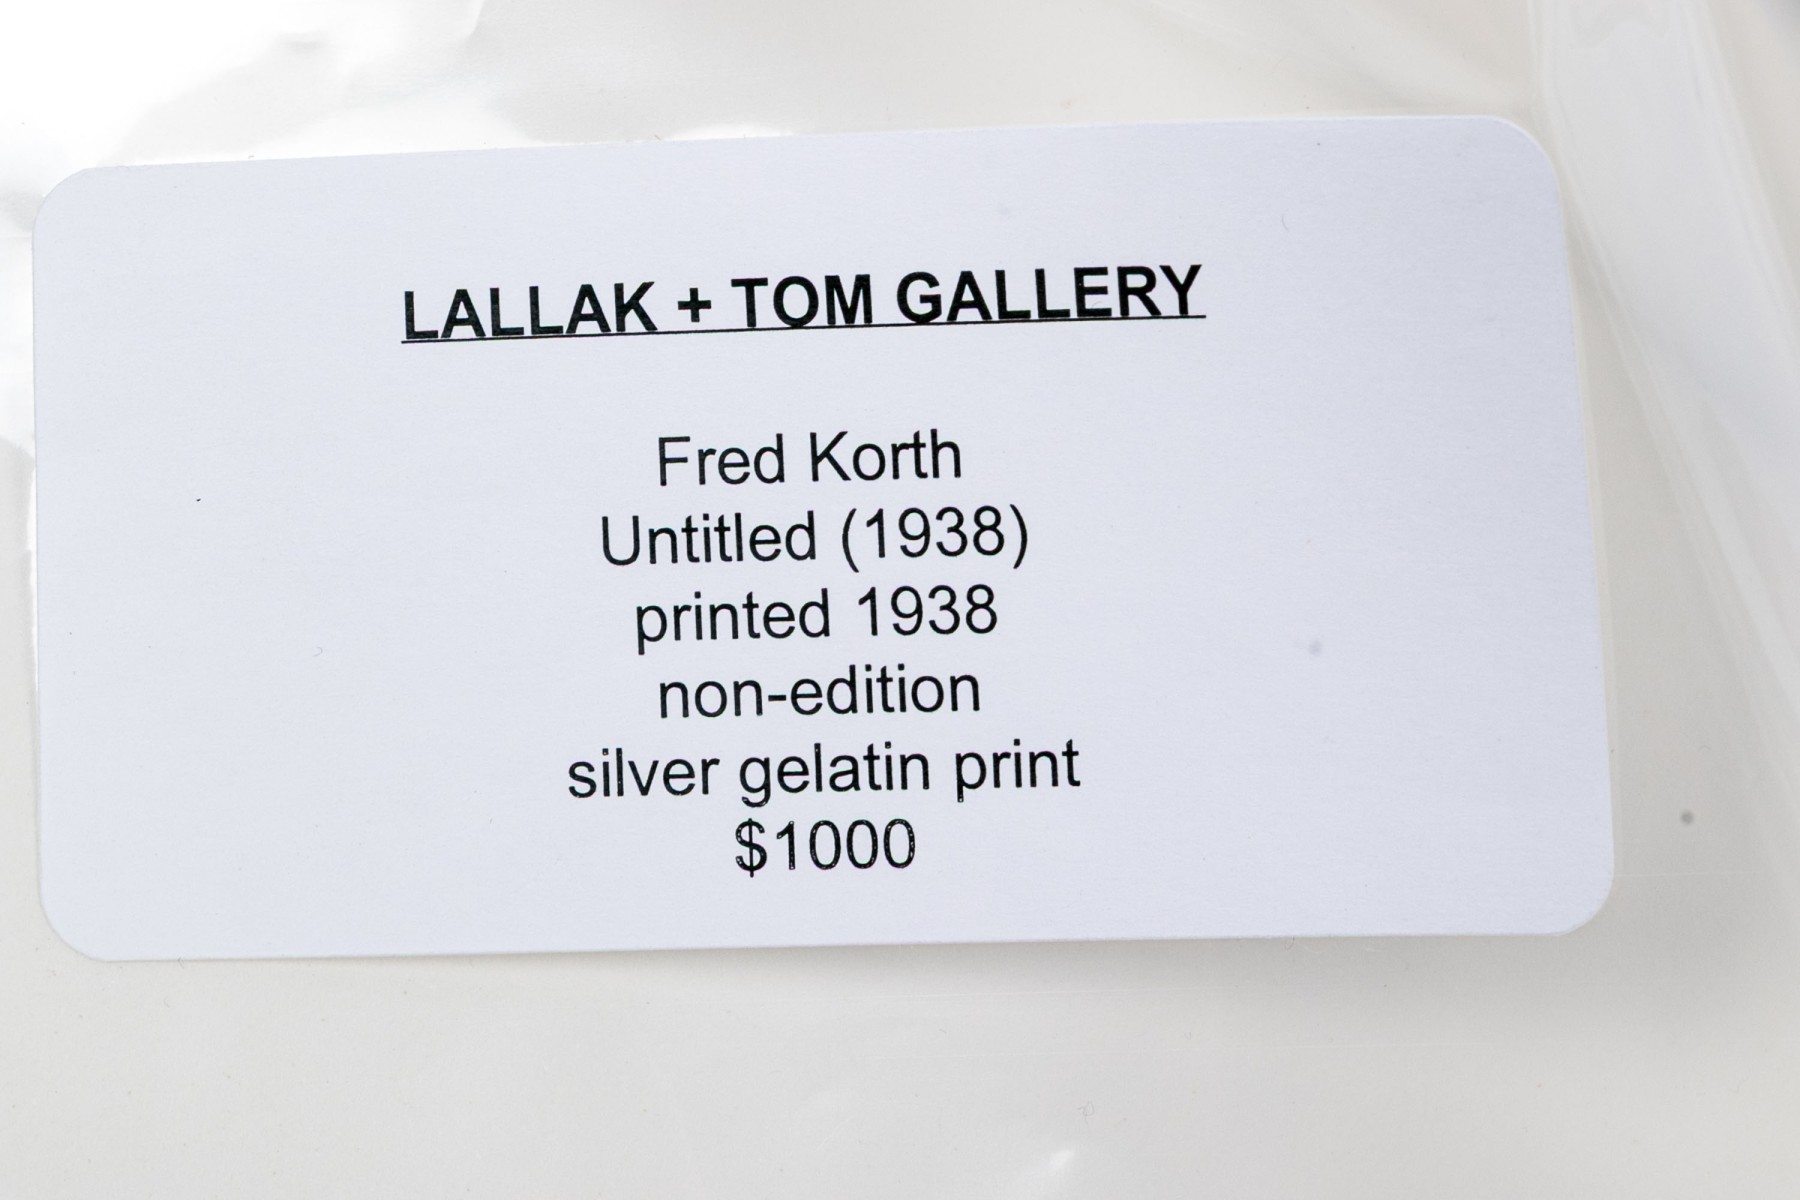 LALLAK + TOM GALLERY
Fred Korth
Untitled (1938)
printed 1938
non-edition
silver gelatin print
$1000